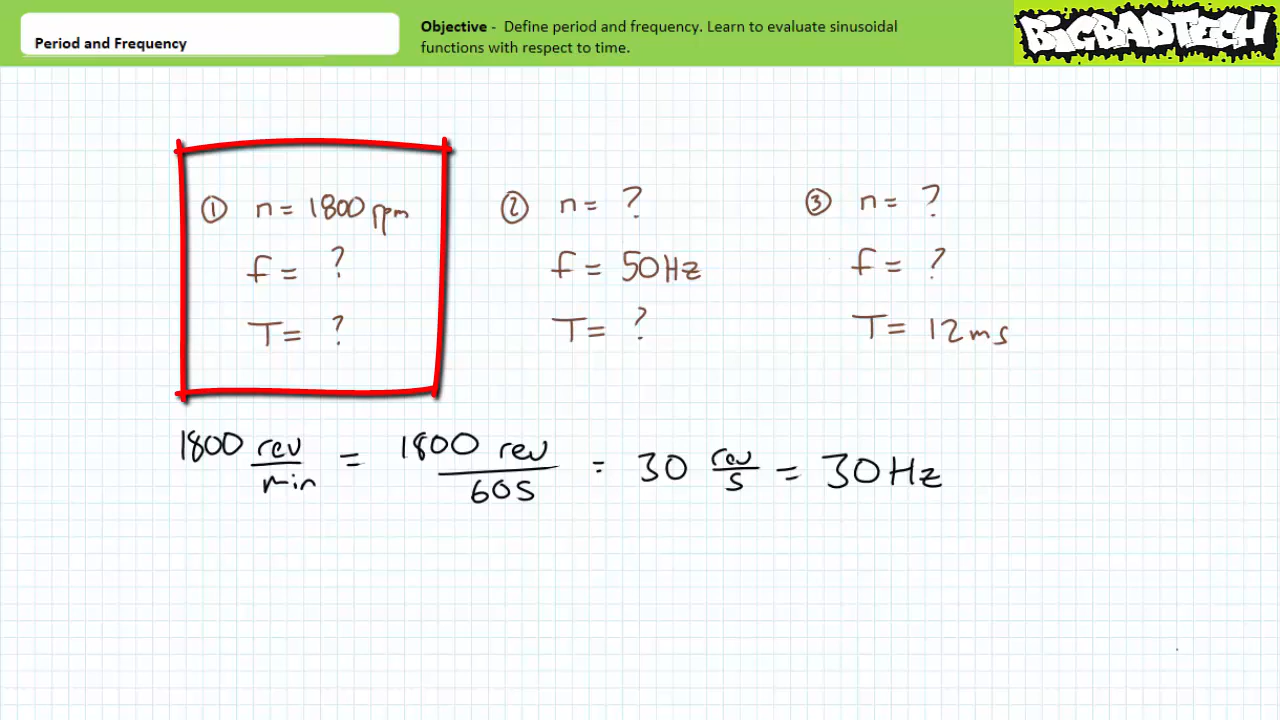 Period and Frequency
Objective - Define period and frequency. Learn to evaluate sinusoidal
functions with respect to time.
BIGBADTECH
① n = 1800 rpm
f = ?
T = ?
② n = ?
f = 50Hz
T = ?
③ n = ?
f = ?
T = 12ms
1800 rev/min = 1800 rev/60s = 30 rev/s = 30Hz